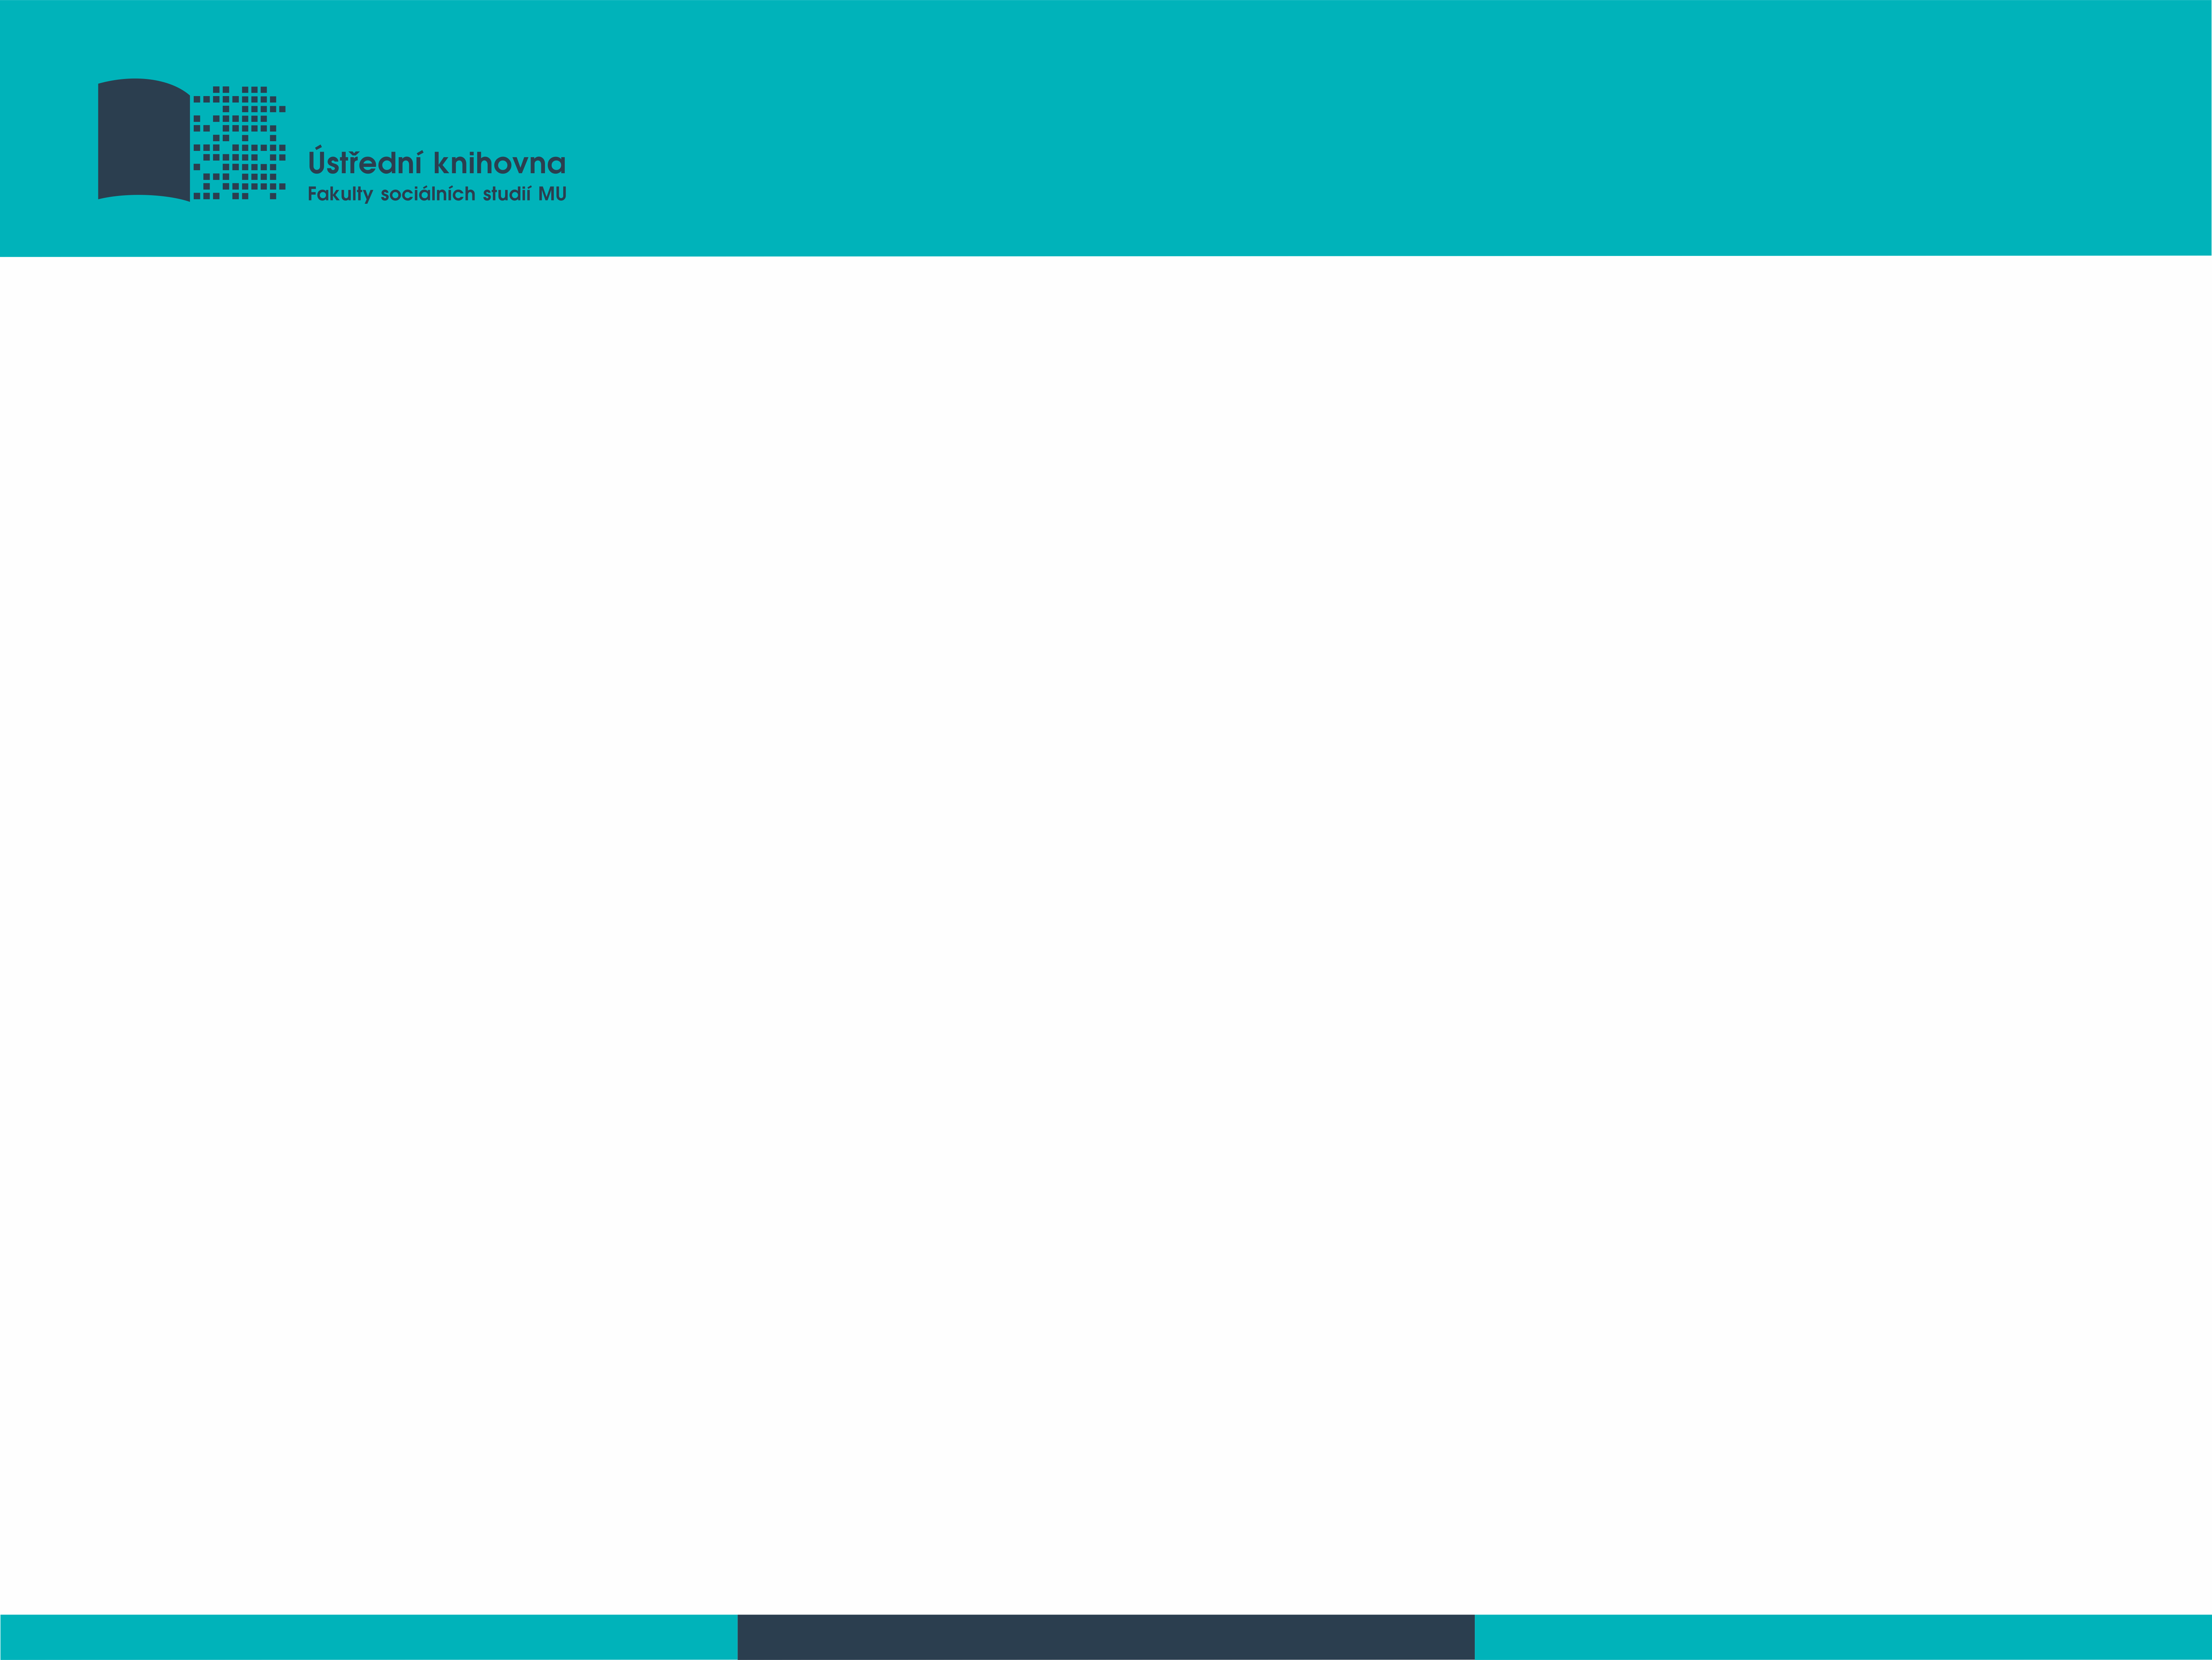 Ústřední knihovna
Fakulty sociálních studií MU